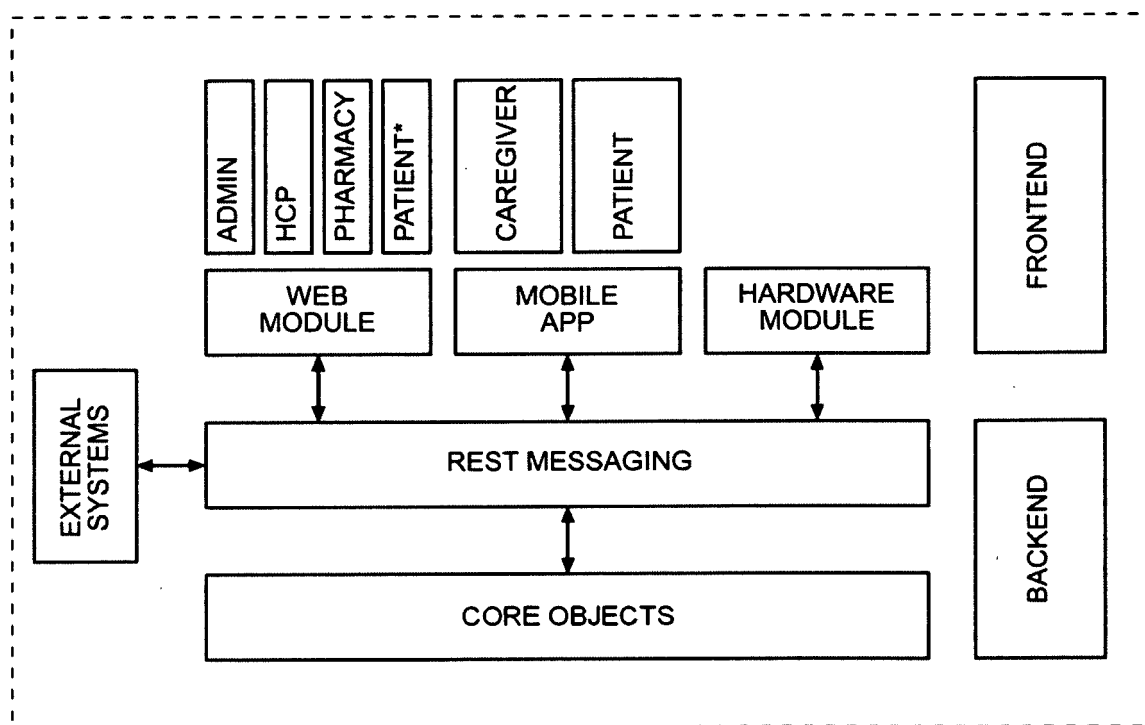 ADMIN
HCP
PHARMACY
PATIENT*
CAREGIVER
PATIENT
FRONTEND
WEB
MODULE
MOBILE
APP
HARDWARE
MODULE
EXTERNAL
SYSTEMS
REST MESSAGING
BACKEND
CORE OBJECTS